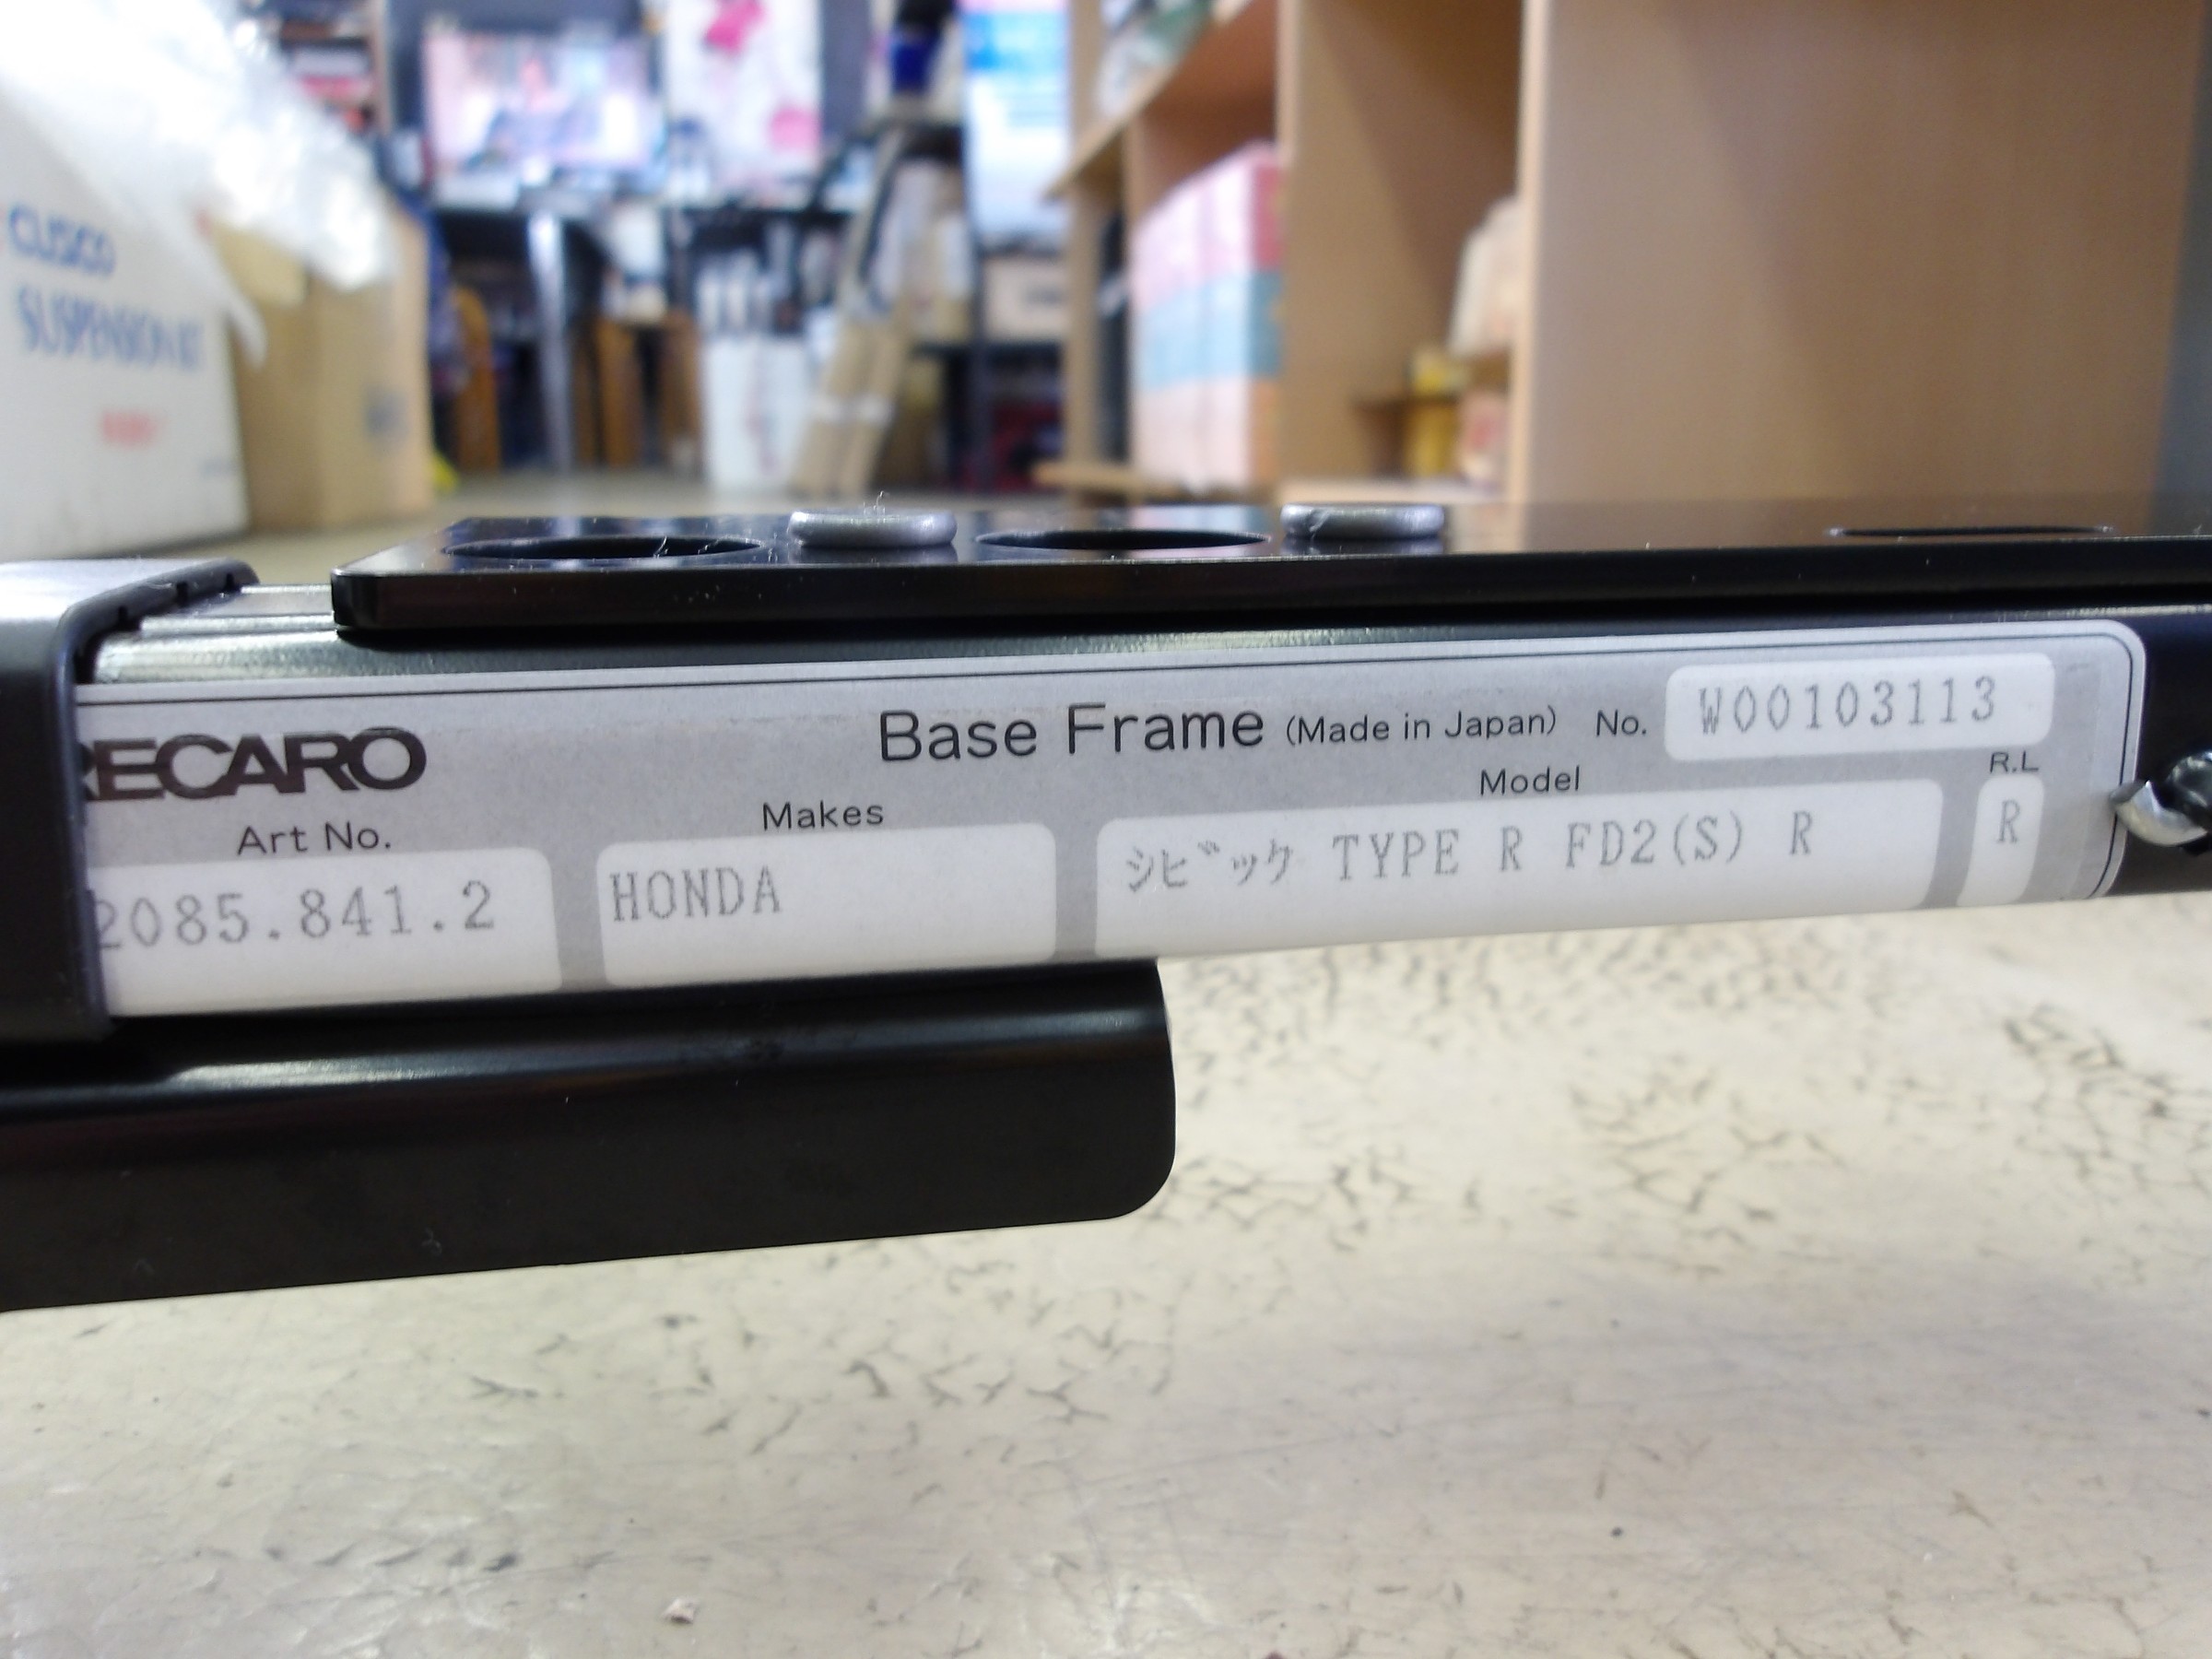 CUSCO
SUSPENSION KIT
RECARO
Base Frame (Made in Japan) No. W00103113
Art No. Makes Model R.L
2085.841.2 HONDA シビック TYPE R FD2(S) R R